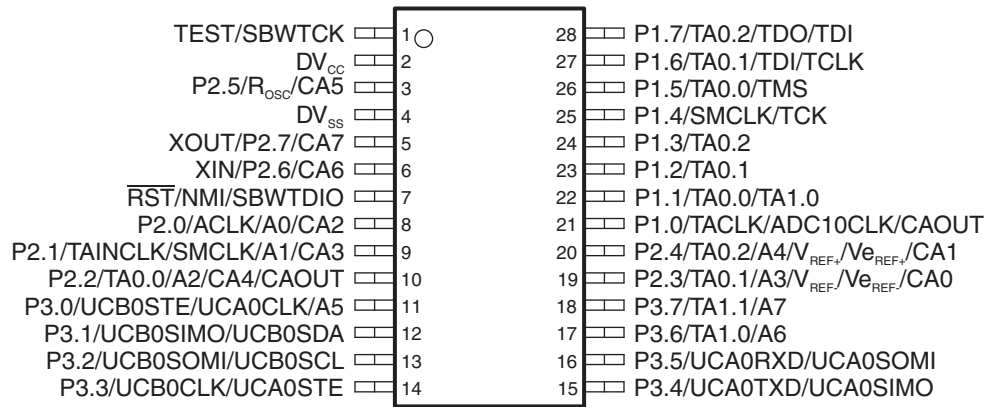 TEST/SBWTCK 1 28 P1.7/TA0.2/TDO/TDI
DVCC 2 27 P1.6/TA0.1/TDI/TCLK
P2.5/ROSC/CA5 3 26 P1.5/TA0.0/TMS
DVSS 4 25 P1.4/SMCLK/TCK
XOUT/P2.7/CA7 5 24 P1.3/TA0.2
XIN/P2.6/CA6 6 23 P1.2/TA0.1
RST/NMI/SBWTDIO 7 22 P1.1/TA0.0/TA1.0
P2.0/ACLK/A0/CA2 8 21 P1.0/TACLK/ADC10CLK/CAOUT
P2.1/TAINCLK/SMCLK/A1/CA3 9 20 P2.4/TA0.2/A4/VREF+/VeREF+/CA1
P2.2/TA0.0/A2/CA4/CAOUT 10 19 P2.3/TA0.1/A3/VREF-/VeREF-/CA0
P3.0/UCB0STE/UCA0CLK/A5 11 18 P3.7/TA1.1/A7
P3.1/UCB0SIMO/UCB0SDA 12 17 P3.6/TA1.0/A6
P3.2/UCB0SOMI/UCB0SCL 13 16 P3.5/UCA0RXD/UCA0SOMI
P3.3/UCB0CLK/UCA0STE 14 15 P3.4/UCA0TXD/UCA0SIMO